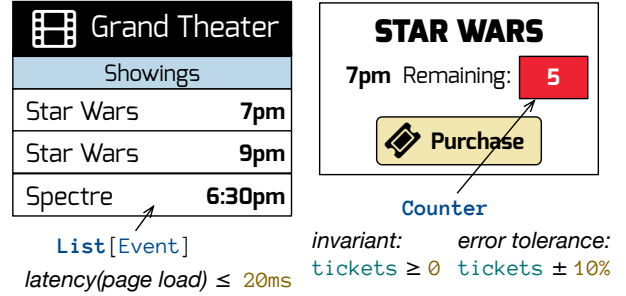 Grand Theater
Showings
Star Wars 7pm
Star Wars 9pm
Spectre 6:30pm
List[Event]
latency(page load) ≤ 20ms
STAR WARS
7pm Remaining: 5
Purchase
Counter
invariant: error tolerance:
tickets ≥ 0 tickets ± 10%